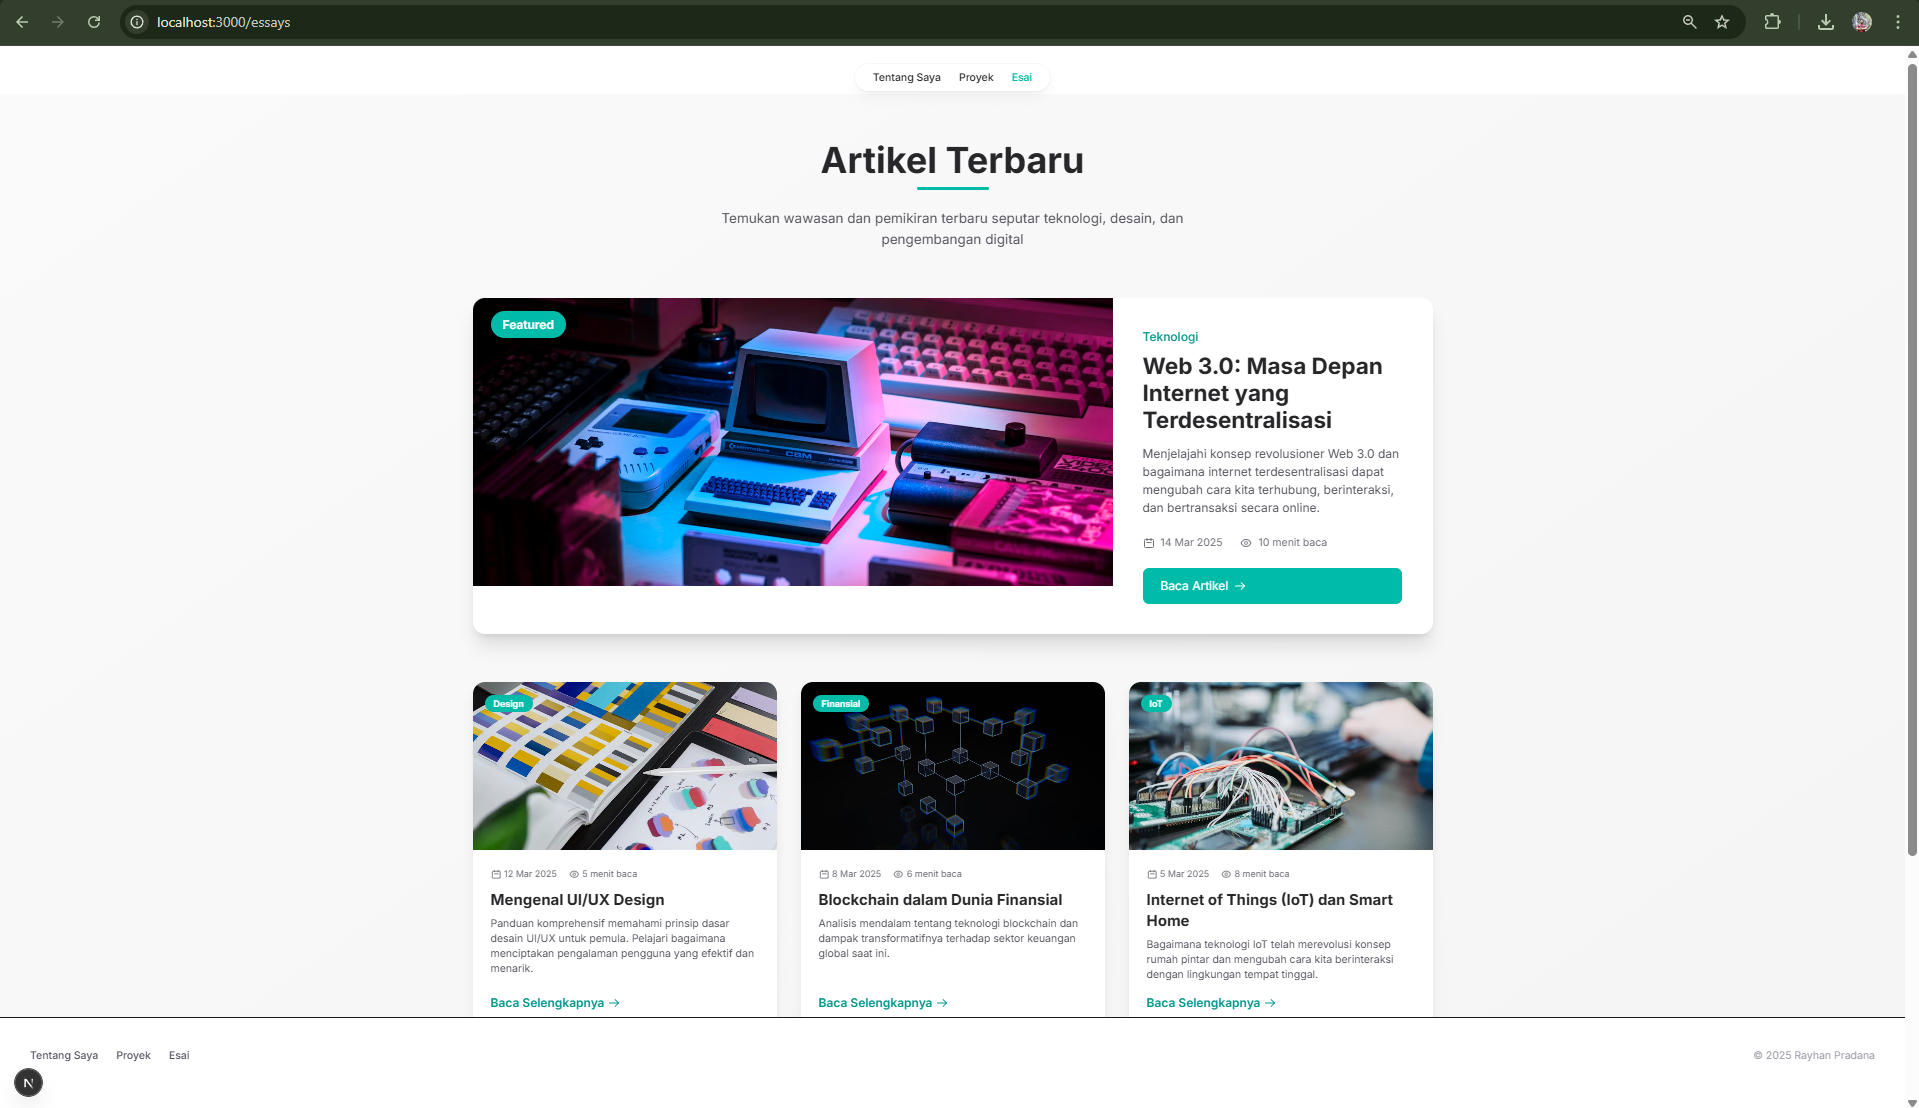 localhost:3000/essays
Tentang Saya Proyek Esai
Artikel Terbaru
Temukan wawasan dan pemikiran terbaru seputar teknologi, desain, dan
pengembangan digital
Featured
Teknologi
Web 3.0: Masa Depan
Internet yang
Terdesentralisasi
Menjelajahi konsep revolusioner Web 3.0 dan
bagaimana internet terdesentralisasi dapat
mengubah cara kita terhubung, berinteraksi,
dan bertransaksi secara online.
14 Mar 2025 10 menit baca
Baca Artikel →
Design
12 Mar 2025 5 menit baca
Mengenal UI/UX Design
Panduan komprehensif memahami prinsip dasar
desain UI/UX untuk pemula. Pelajari bagaimana
menciptakan pengalaman pengguna yang efektif dan
menarik.
Baca Selengkapnya →
Finansial
8 Mar 2025 6 menit baca
Blockchain dalam Dunia Finansial
Analisis mendalam tentang teknologi blockchain dan
dampak transformatifnya terhadap sektor keuangan
global saat ini.
Baca Selengkapnya →
IoT
5 Mar 2025 8 menit baca
Internet of Things (IoT) dan Smart
Home
Bagaimana teknologi IoT telah merevolusi konsep
rumah pintar dan mengubah cara kita berinteraksi
dengan lingkungan tempat tinggal.
Baca Selengkapnya →
Tentang Saya Proyek Esai
© 2025 Rayhan Pradana
N